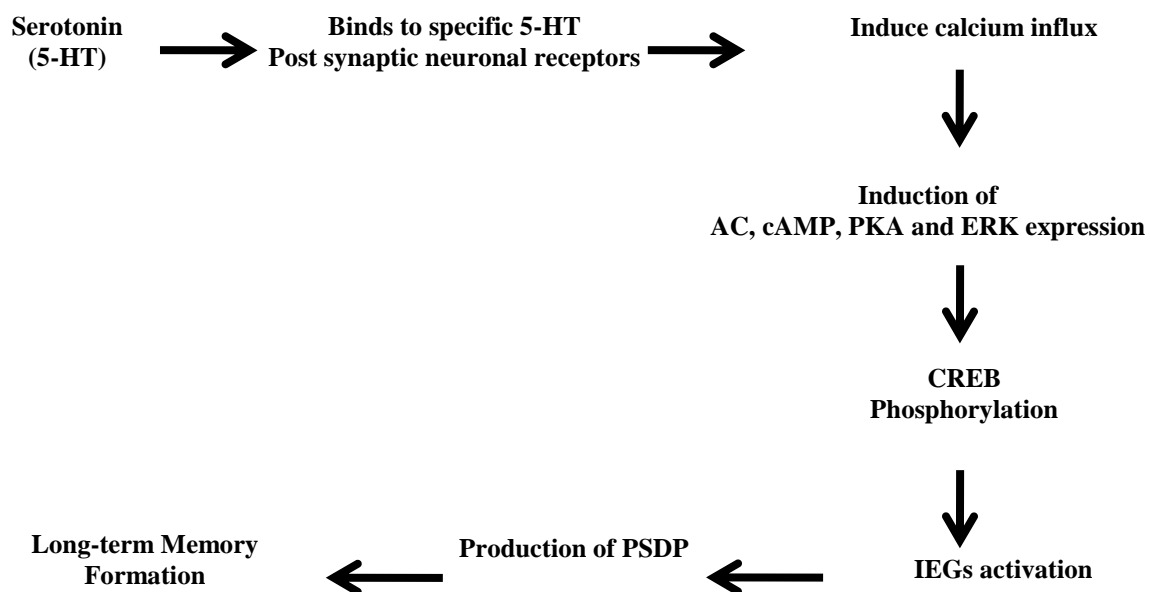 Serotonin
(5-HT)
Binds to specific 5-HT
Post synaptic neuronal receptors
Induce calcium influx
Induction of
AC, cAMP, PKA and ERK expression
CREB
Phosphorylation
IEGs activation
Production of PSDP
Long-term Memory
Formation